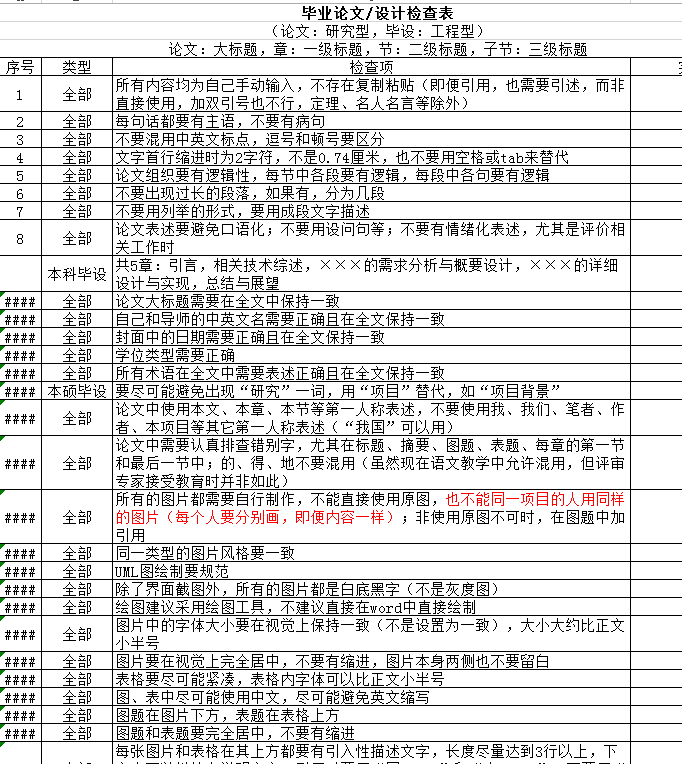 毕业论文/设计检查表
（论文：研究型，毕设：工程型）
论文：大标题，章：一级标题，节：二级标题，子节：三级标题
序号 类型 检查项
1 全部 所有内容均为自己手动输入，不存在复制粘贴（即便引用，也需要引述，而非
直接使用，加双引号也不行，定理、名人名言等除外）
2 全部 每句话都要有主语，不要有病句
3 全部 不要混用中英文标点，逗号和顿号要区分
4 全部 文字首行缩进时为2字符，不是0.74厘米，也不要用空格或tab来替代
5 全部 论文组织要有逻辑性，每节中各段要有逻辑，每段中各句要有逻辑
6 全部 不要出现过长的段落，如果有，分为几段
7 全部 不要用列举的形式，要用成段文字描述
8 全部 论文表述要避免口语化；不要用设问句等；不要有情绪化表述，尤其是评价相
关工作时
本科毕设 共5章：引言，相关技术综述，×××的需求分析与概要设计，×××的详细
设计与实现，总结与展望
#### 全部 论文大标题需要在全文中保持一致
#### 全部 自己和导师的中英文名需要正确且在全文保持一致
#### 全部 封面中的日期需要正确且在全文保持一致
#### 全部 学位类型需要正确
#### 全部 所有术语在全文中需要表述正确且在全文保持一致
#### 本硕毕设 要尽可能避免出现“研究”一词，用“项目”替代，如“项目背景”
#### 全部 论文中使用本文、本章、本节等第一人称表述，不要使用我、我们、笔者、作
者、本项目等其它第一人称表述（“我国”可以用）
#### 全部 论文中需要认真排查错别字，尤其在标题、摘要、图题、表题、每章的第一节
和最后一节中；的、得、地不要混用（虽然现在语文教学中允许混用，但评审
专家接受教育时并非如此）
#### 全部 所有的图片都需要自行制作，不能直接使用原图，也不能同一项目的人用同样
的图片（每个人要分别画，即便内容一样）；非使用原图不可时，在图题中加
引用
#### 全部 同一类型的图片风格要一致
#### 全部 UML图绘制要规范
#### 全部 除了界面截图外，所有的图片都是白底黑字（不是灰度图）
#### 全部 绘图建议采用绘图工具，不建议直接在word中直接绘制
#### 全部 图片中的字体大小要在视觉上保持一致（不是设置为一致），大小大约比正文
小半号
#### 全部 图片要在视觉上完全居中，不要有缩进，图片本身两侧也不要留白
#### 全部 表格要尽可能紧凑，表格内字体可以比正文小半号
#### 全部 图、表中尽可能使用中文，尽可能避免英文缩写
#### 全部 图题在图片下方，表题在表格上方
#### 全部 图题和表题要完全居中，不要有缩进
每张图片和表格在其上方都要有引入性描述文字，长度尽量达到3行以上，下